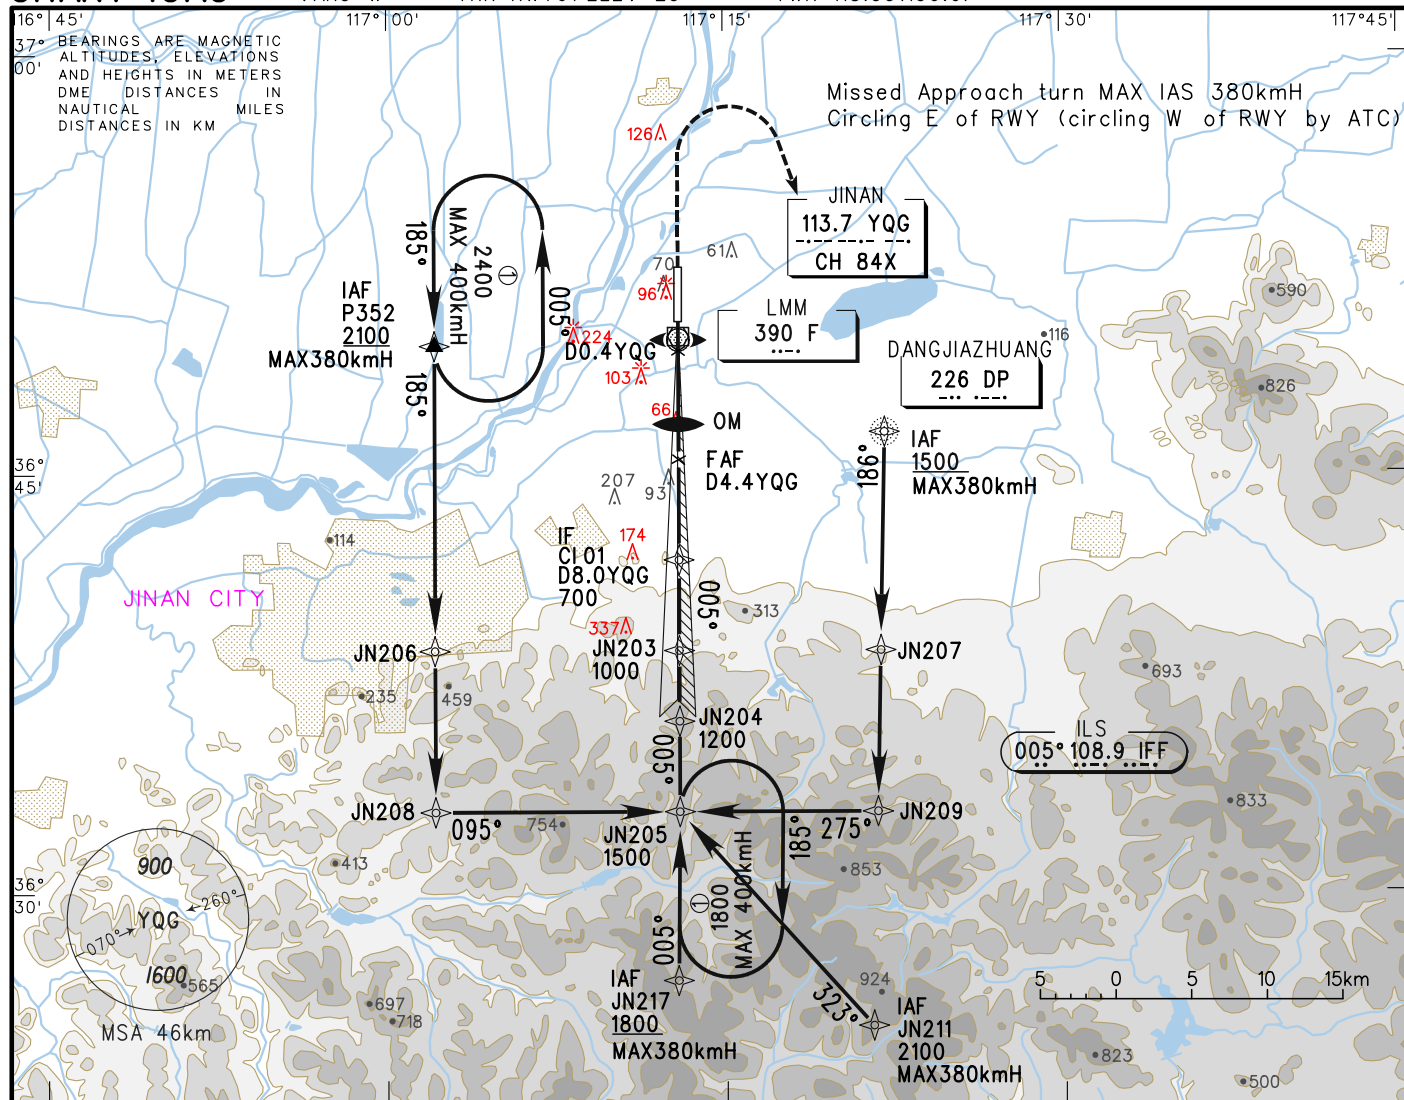 116°45'
117°00'
117°15'
117°30'
117°45'
37°
00'
BEARINGS ARE MAGNETIC
ALTITUDES, ELEVATIONS
AND HEIGHTS IN METERS
DME DISTANCES IN
NAUTICAL MILES
DISTANCES IN KM
Missed Approach turn MAX IAS 380kmH
Circling E of RWY (circling W of RWY by ATC)
126
JINAN
113.7 YQG
CH 84X
61
70
96
185°
MAX 400kmH
2400
①
005°
IAF
P352
2100
MAX380kmH
185°
224
D0.4YQG
103
LMM
390 F
590
116
DANGJIAZHUANG
226 DP
826
400
200
100
66
OM
186°
IAF
1500
MAX380kmH
FAF
D4.4YQG
36°
45'
207
93
114
174
IF
CI01
D8.0YQG
700
JINAN CITY
005°
313
337
JN203
1000
JN206
JN207
693
235
459
JN204
1200
ILS
005° 108.9 IFF
005°
JN208
095°
754
JN205
1500
185°
275°
JN209
833
413
853
900
260°
YQG
070°
1600
565
MSA 46km
36°
30'
1800
①
MAX 400kmH
005°
IAF
JN217
1800
MAX380kmH
924
323°
IAF
JN211
2100
MAX380kmH
697
718
5 0 5 10 15km
823
500